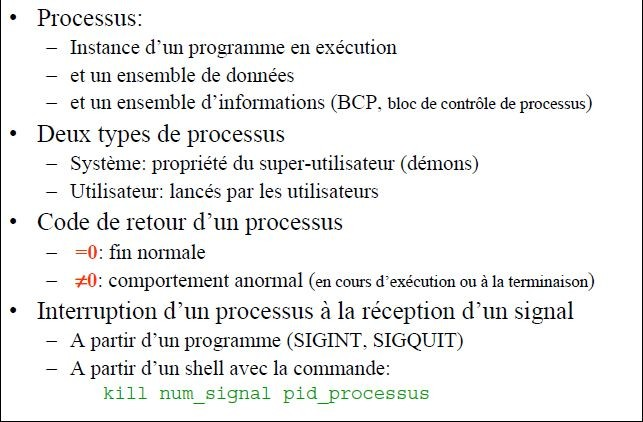 • Processus:
– Instance d'un programme en exécution
– et un ensemble de données
– et un ensemble d'informations (BCP, bloc de contrôle de processus)
• Deux types de processus
– Système: propriété du super-utilisateur (démons)
– Utilisateur: lancés par les utilisateurs
• Code de retour d'un processus
– =0: fin normale
– ≠0: comportement anormal (en cours d'exécution ou à la terminaison)
• Interruption d'un processus à la réception d'un signal
– A partir d'un programme (SIGINT, SIGQUIT)
– A partir d'un shell avec la commande:
kill num_signal pid_processus